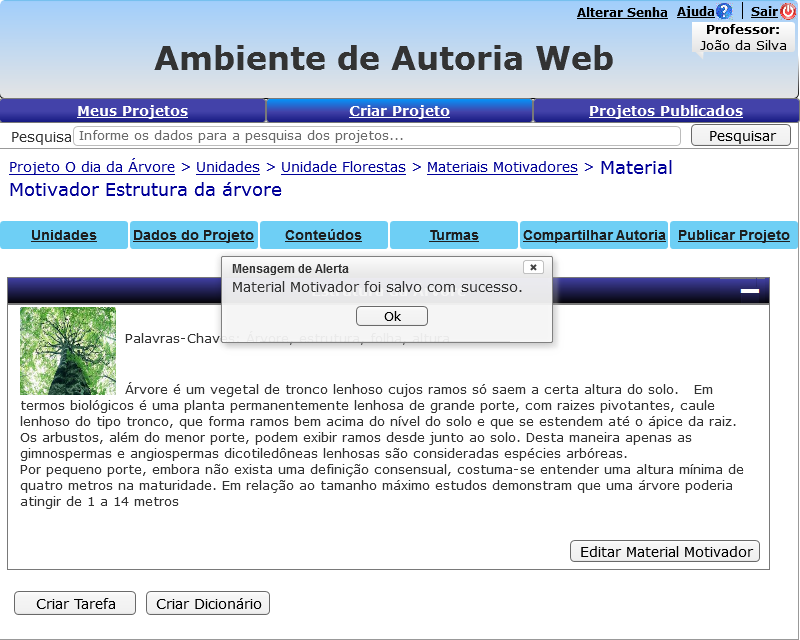 Alterar Senha Ajuda? Sair
Professor:
João da Silva
Ambiente de Autoria Web
Meus Projetos Criar Projeto Projetos Publicados
Pesquisa Informe os dados para a pesquisa dos projetos... Pesquisar
Projeto O dia da Árvore > Unidades > Unidade Florestas > Materiais Motivadores > Material
Motivador Estrutura da árvore
Unidades Dados do Projeto Conteúdos Turmas Compartilhar Autoria Publicar Projeto
Mensagem de Alerta
Material Motivador foi salvo com sucesso.
Ok
Palavras-Chaves: Árvore, estrutura, folha, altura
Árvore é um vegetal de tronco lenhoso cujos ramos só saem a certa altura do solo. Em
termos biológicos é uma planta permanentemente lenhosa de grande porte, com raizes pivotantes, caule
lenhoso do tipo tronco, que forma ramos bem acima do nível do solo e que se estendem até o ápice da raiz.
Os arbustos, além do menor porte, podem exibir ramos desde junto ao solo. Desta maneira apenas as
gimnospermas e angiospermas dicotiledôneas lenhosas são consideradas espécies arbóreas.
Por pequeno porte, embora não exista uma definição consensual, costuma-se entender uma altura mínima de
quatro metros na maturidade. Em relação ao tamanho máximo estudos demonstram que uma árvore poderia
atingir de 1 a 14 metros
Editar Material Motivador
Criar Tarefa Criar Dicionário